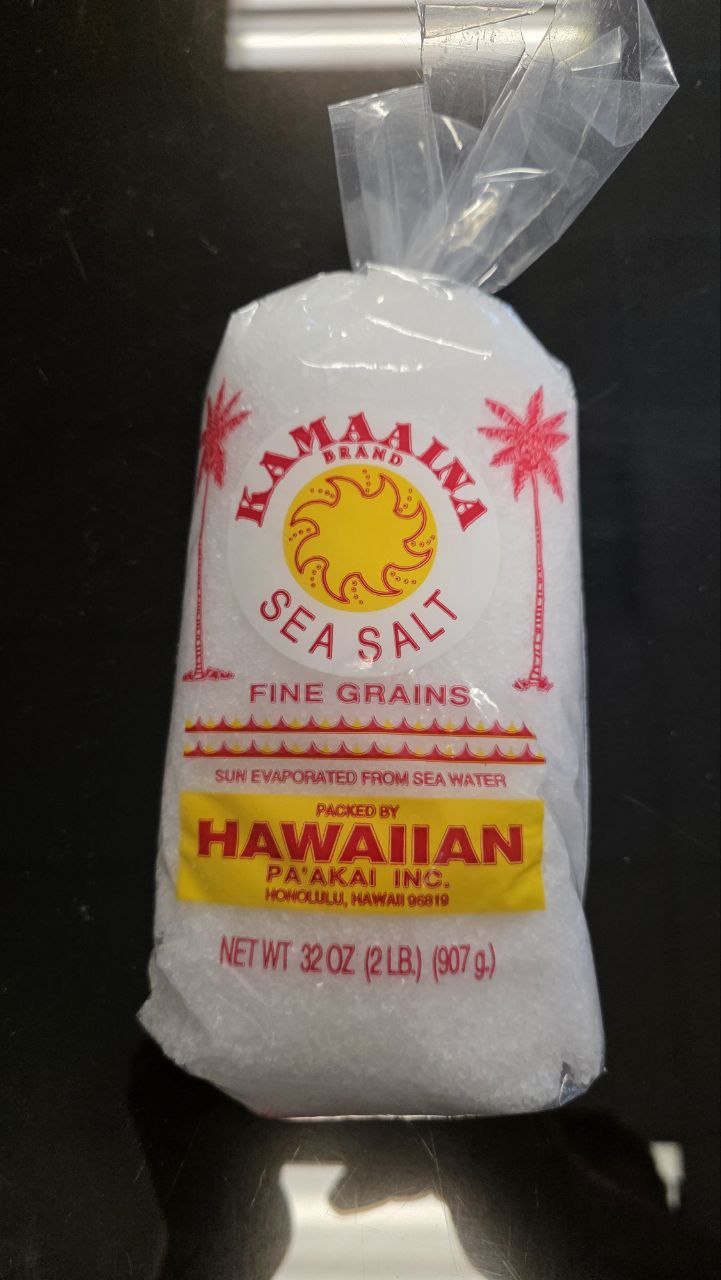 KAMAAINA
BRAND
SEA SALT
FINE GRAINS
SUN EVAPORATED FROM SEA WATER
PACKED BY
HAWAIIAN
PA'AKAI INC.
HONOLULU, HAWAII 96819
NET WT 32 OZ (2 LB.) (907 g.)